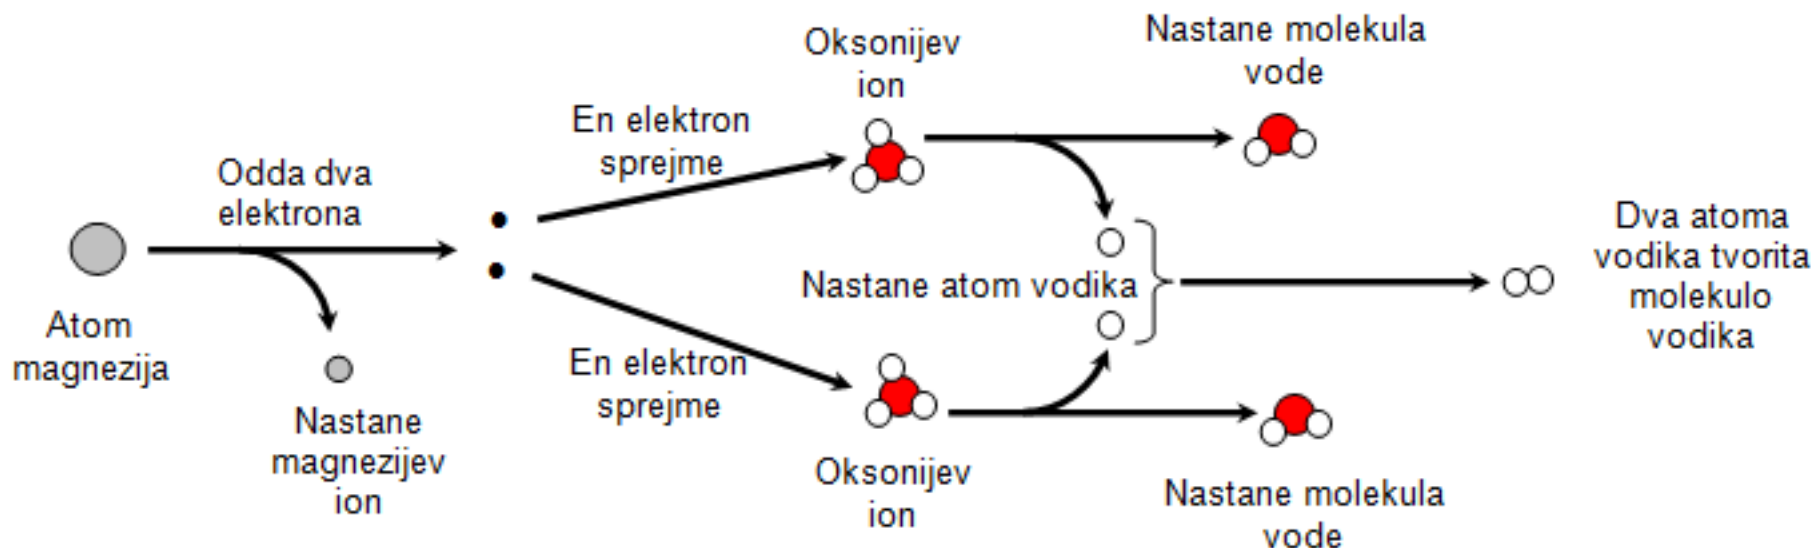 Atom
magnezija
Odda dva
elektrona
Nastane
magnezijev
ion
En elektron
sprejme
En elektron
sprejme
Oksonijev
ion
Oksonijev
ion
Nastane molekula
vode
Nastane atom vodika
Nastane molekula
vode
Dva atoma
vodika tvorita
molekulo
vodika